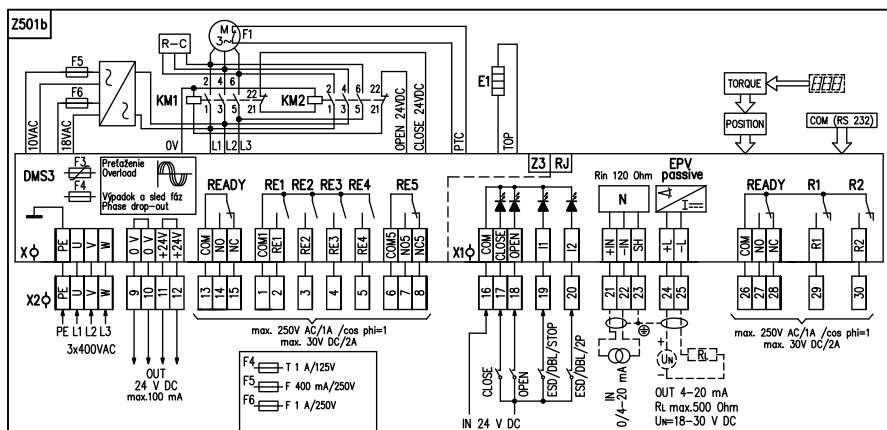 Z501b
F5
F6
R-C
M
3~
F1
2 4 6
1 3 5
22
21
KM1
KM2
2 4 6
1 3 5
22
21
E1
TORQUE
POSITION
COM (RS 232)
10VAC
18VAC
0V
L1
L2
L3
OPEN 24VDC
CLOSE 24VDC
PTC
TOP
DMS3
F3
Preťaženie
Overload
F4
Výpadok a sled fáz
Phase drop-out
READY
RE1
RE2
RE3
RE4
RE5
Z3
RJ
Rin 120 Ohm
N
EPV
passive
I
READY
R1
R2
X
PE
U
V
W
0 V
0 V
+24V
+24V
COM
NO
NC
COM1
RE1
RE2
RE3
RE4
COM5
NO5
NC5
X1
COM
CLOSE
OPEN
I1
I2
+IN
-IN
SH
+L
-L
COM
NO
NC
R1
R2
X2
PE
U
V
W
9
10
11
12
13
14
15
1
2
3
4
5
6
7
8
16
17
18
19
20
21
22
23
24
25
26
27
28
29
30
PE L1 L2 L3
3x400VAC
OUT
24 V DC
max.100 mA
max. 250V AC/1A /cos phi=1
max. 30V DC/2A
F4 T 1 A/125V
F5 F 400 mA/250V
F6 F 1 A/250V
CLOSE
OPEN
ESD/DBL/STOP
ESD/DBL/2P
IN 24 V DC
IN
0/4-20 mA
+
UN
-
RL
OUT 4-20 mA
RL max.500 Ohm
UN=18-30 V DC
max. 250V AC/1A /cos phi=1
max. 30V DC/2A